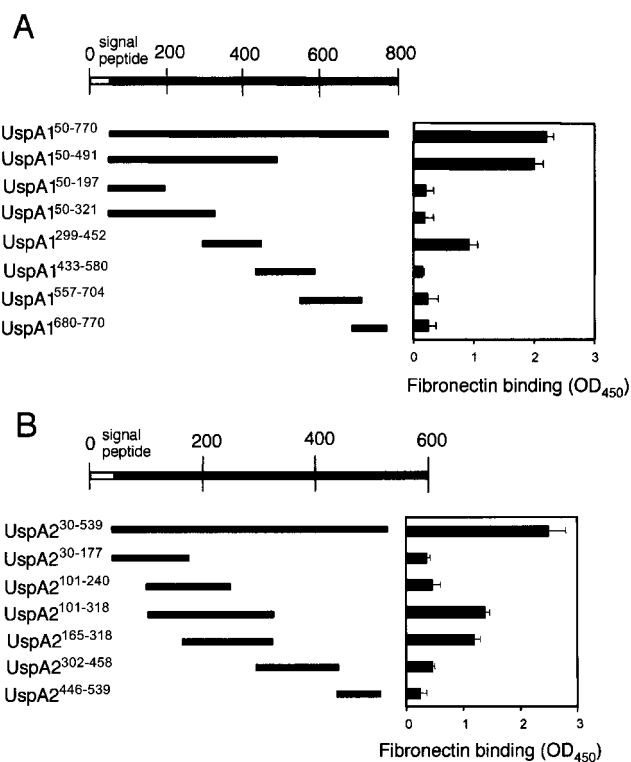 A
0 signal peptide 200 400 600 800
UspA1^50-770
UspA1^50-491
UspA1^50-197
UspA1^50-321
UspA1^299-452
UspA1^433-580
UspA1^557-704
UspA1^680-770
0 1 2 3
Fibronectin binding (OD450)
B
0 signal peptide 200 400 600
UspA2^30-539
UspA2^30-177
UspA2^101-240
UspA2^101-318
UspA2^165-318
UspA2^302-458
UspA2^446-539
0 1 2 3
Fibronectin binding (OD450)